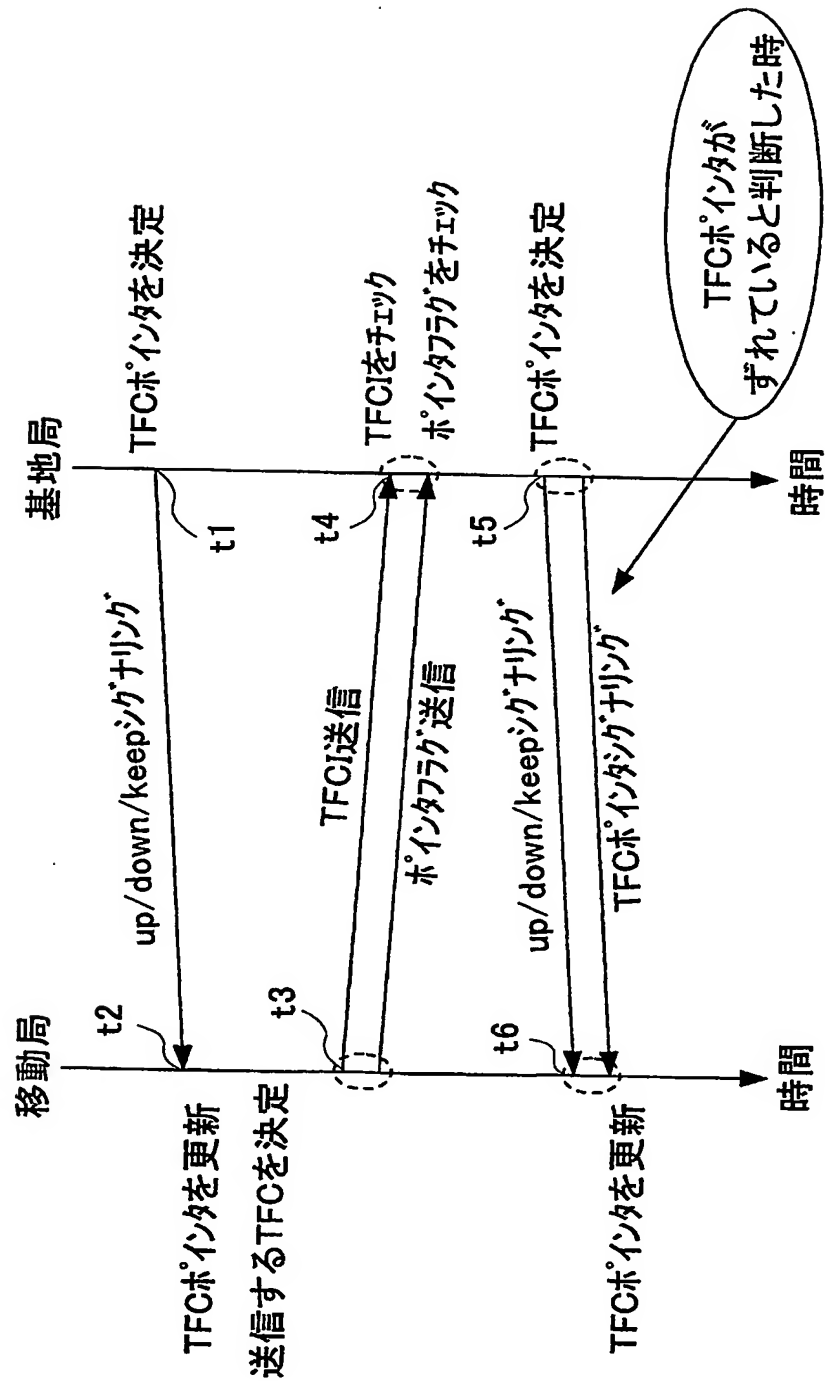 移動局
基地局
t2
TFCポインタを更新
up/down/keepシグナリング
t1
TFCポインタを決定
送信するTFCを決定
t3
TFCI送信
ポインタフラグ送信
t4
TFCIをチェック
ポインタフラグをチェック
t6
TFCポインタを更新
up/down/keepシグナリング
TFCポインタシグナリング
t5
TFCポインタを決定
時間
時間
TFCポインタが
ずれていると判断した時